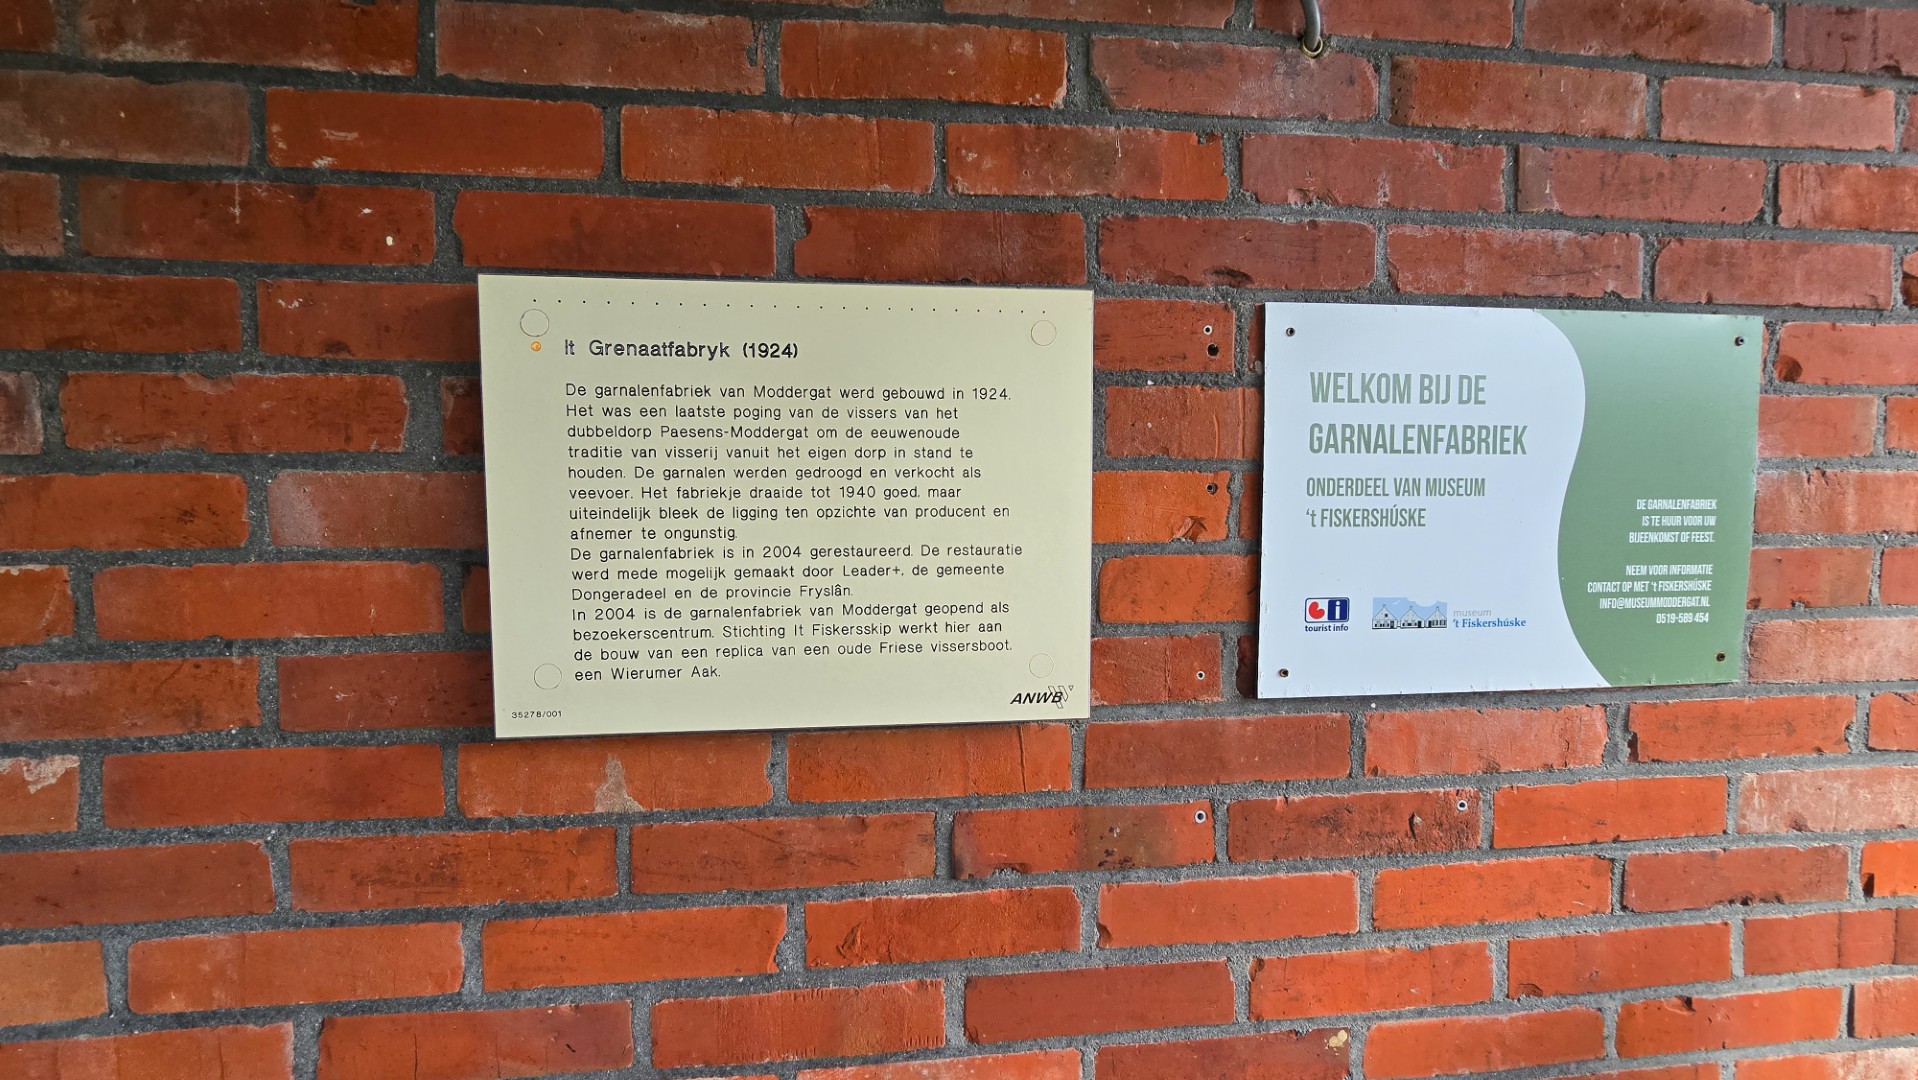 It Grenaatfabryk (1924)
De garnalenfabriek van Moddergat werd gebouwd in 1924.
Het was een laatste poging van de vissers van het
dubbeldorp Paesens-Moddergat om de eeuwenoude
traditie van visserij vanuit het eigen dorp in stand te
houden. De garnalen werden gedroogd en verkocht als
veevoer. Het fabriekje draaide tot 1940 goed, maar
uiteindelijk bleek de ligging ten opzichte van producent en
afnemer te ongunstig.
De garnalenfabriek is in 2004 gerestaureerd. De restauratie
werd mede mogelijk gemaakt door Leader+, de gemeente
Dongeradeel en de provincie Fryslân.
In 2004 is de garnalenfabriek van Moddergat geopend als
bezoekerscentrum. Stichting It Fiskersskip werkt hier aan
de bouw van een replica van een oude Friese vissersboot,
een Wierumer Aak.
35278/001
ANWB
WELKOM BIJ DE
GARNALENFABRIEK
ONDERDEEL VAN MUSEUM
't FISKERSHÚSKE
tourist info
museum
't Fiskershúske
DE GARNALENFABRIEK
IS TE HUUR VOOR UW
BIJEENKOMST OF FEEST.
NEEM VOOR INFORMATIE
CONTACT OP MET 't FISKERSHÚSKE
INFO@MUSEUMMODDERGAT.NL
0519-589 454